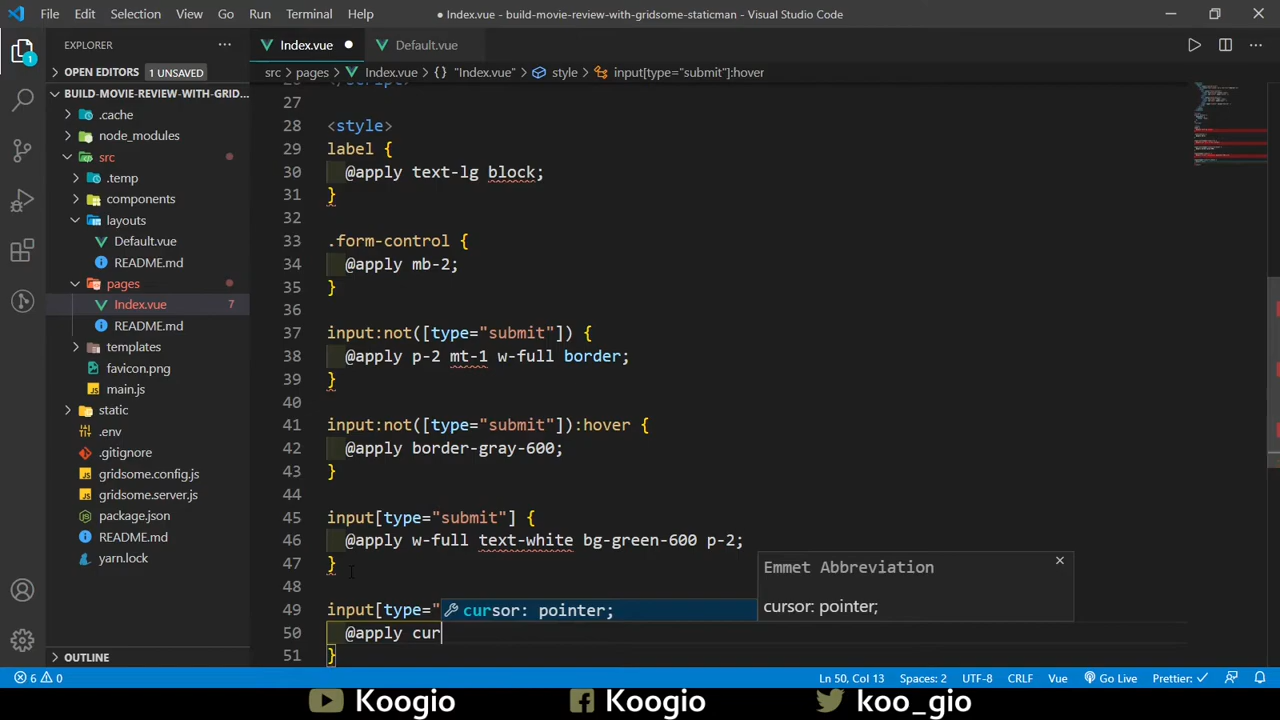 File Edit Selection View Go Run Terminal Help
● Index.vue - build-movie-review-with-gridsome-staticman - Visual Studio Code
EXPLORER
Index.vue
Default.vue
OPEN EDITORS 1 UNSAVED
BUILD-MOVIE-REVIEW-WITH-GRID...
.cache
node_modules
src
.temp
components
layouts
Default.vue
README.md
pages
Index.vue 7
README.md
templates
favicon.png
main.js
static
.env
.gitignore
gridsome.config.js
gridsome.server.js
package.json
README.md
yarn.lock
OUTLINE
src > pages > Index.vue > {} "Index.vue" > style > input[type="submit"]:hover
27
28 <style>
29 label {
30 @apply text-lg block;
31 }
32
33 .form-control {
34 @apply mb-2;
35 }
36
37 input:not([type="submit"]) {
38 @apply p-2 mt-1 w-full border;
39 }
40
41 input:not([type="submit"]):hover {
42 @apply border-gray-600;
43 }
44
45 input[type="submit"] {
46 @apply w-full text-white bg-green-600 p-2;
47 }
48
49 input[type="
50 @apply cur
51 }
cursor: pointer;
Emmet Abbreviation
cursor: pointer;
6 0
Ln 50, Col 13 Spaces: 2 UTF-8 CRLF Vue Go Live Prettier: ✓
Koogio Koogio koo_gio